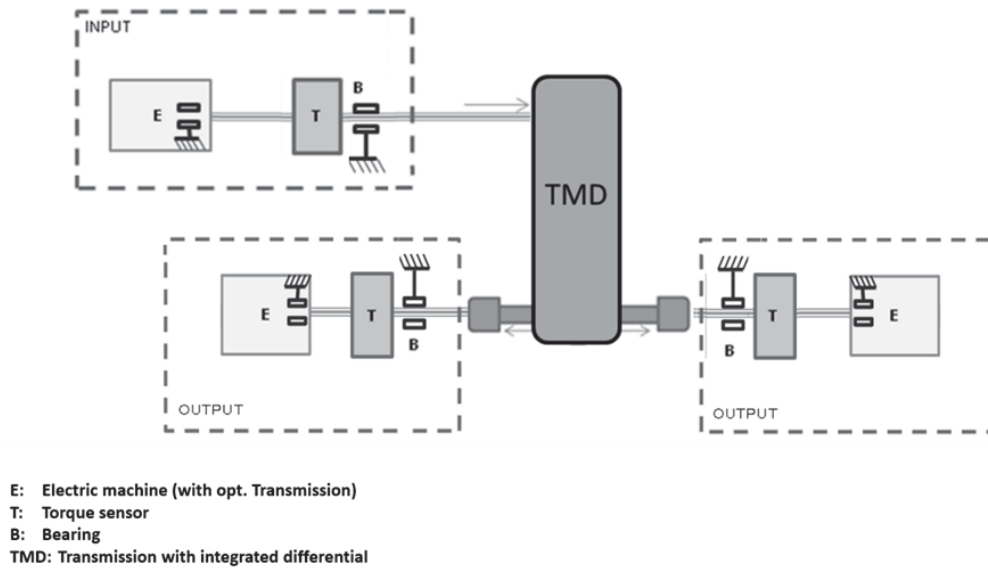 INPUT
B
E
T
TMD
E
T
B
OUTPUT
B
T
E
OUTPUT
E: Electric machine (with opt. Transmission)
T: Torque sensor
B: Bearing
TMD: Transmission with integrated differential